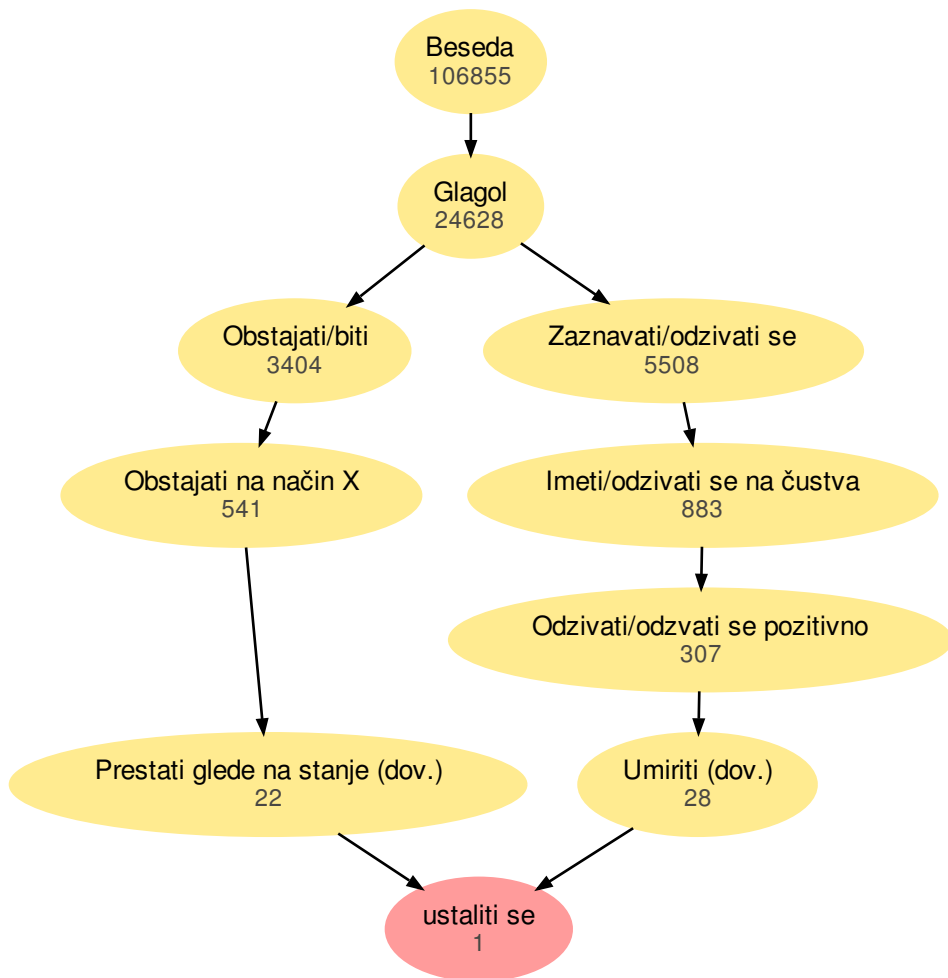 Beseda
106855
Glagol
24628
Obstajati/biti
3404
Zaznavati/odzivati se
5508
Obstajati na način X
541
Imeti/odzivati se na čustva
883
Odzivati/odzvati se pozitivno
307
Prestati glede na stanje (dov.)
22
Umiriti (dov.)
28
ustaliti se
1